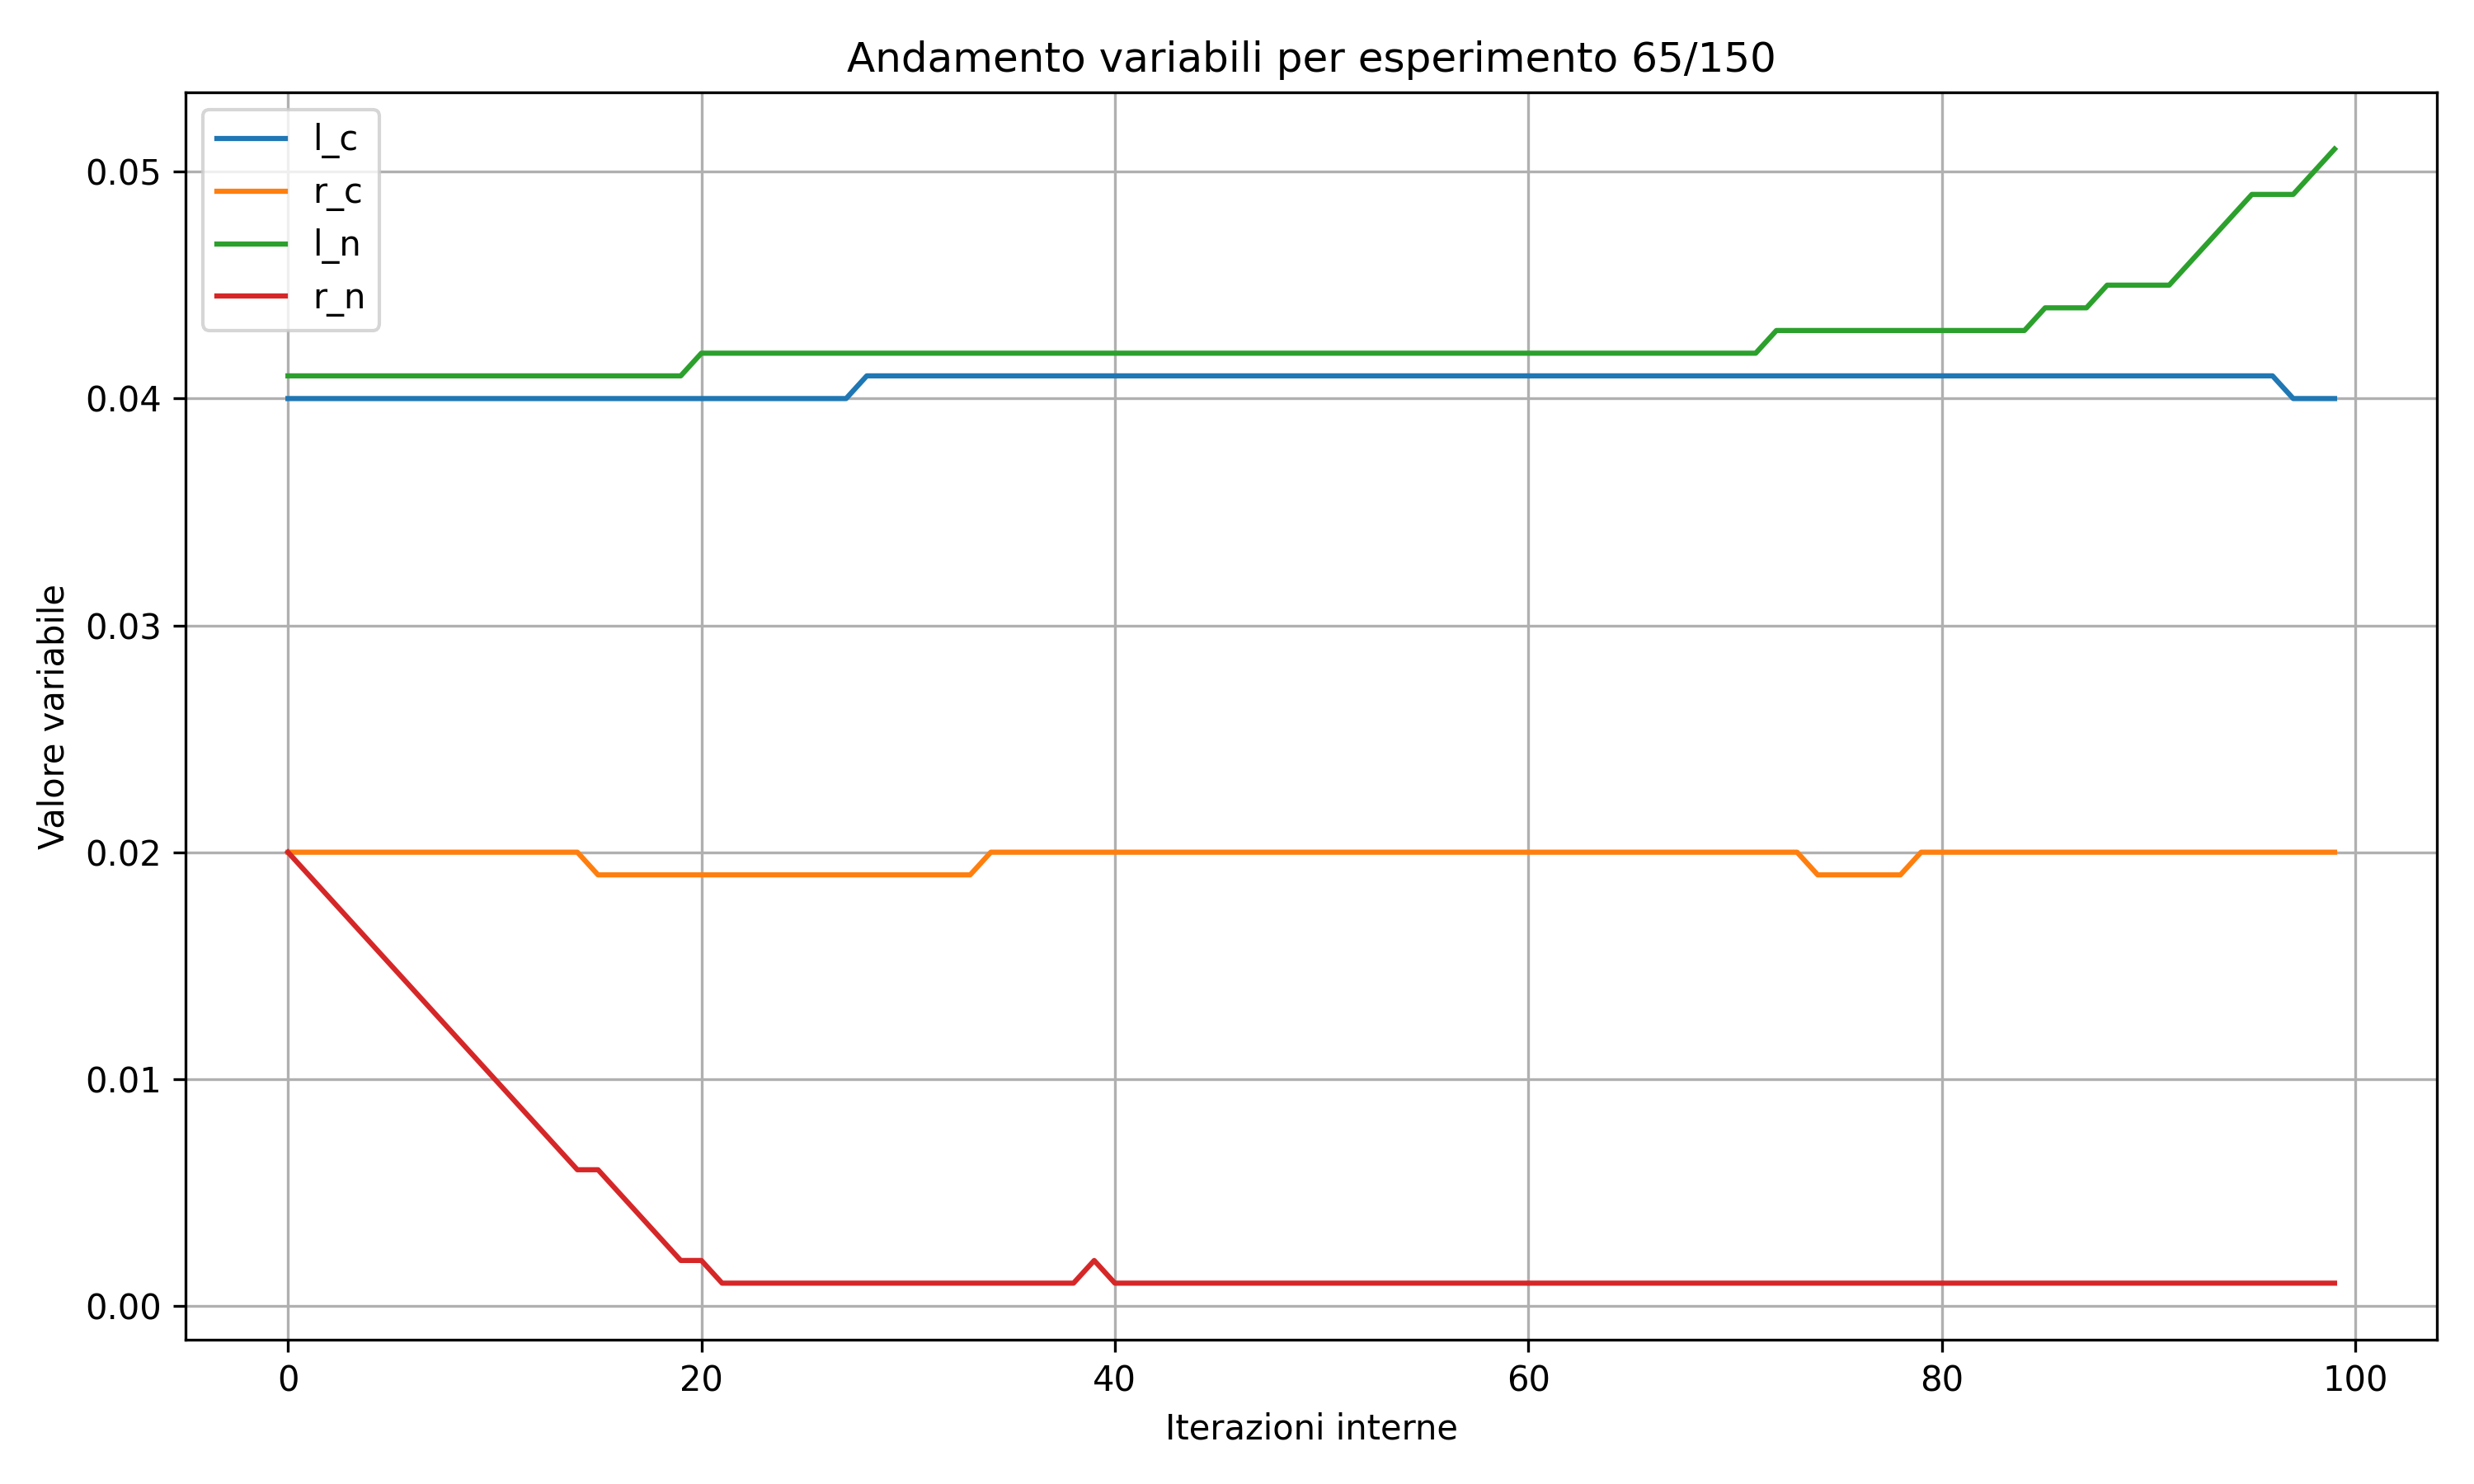 Andamento variabili per esperimento 65/150
l_c
r_c
l_n
r_n
Valore variabile
0.05
0.04
0.03
0.02
0.01
0.00
0 20 40 60 80 100
Iterazioni interne